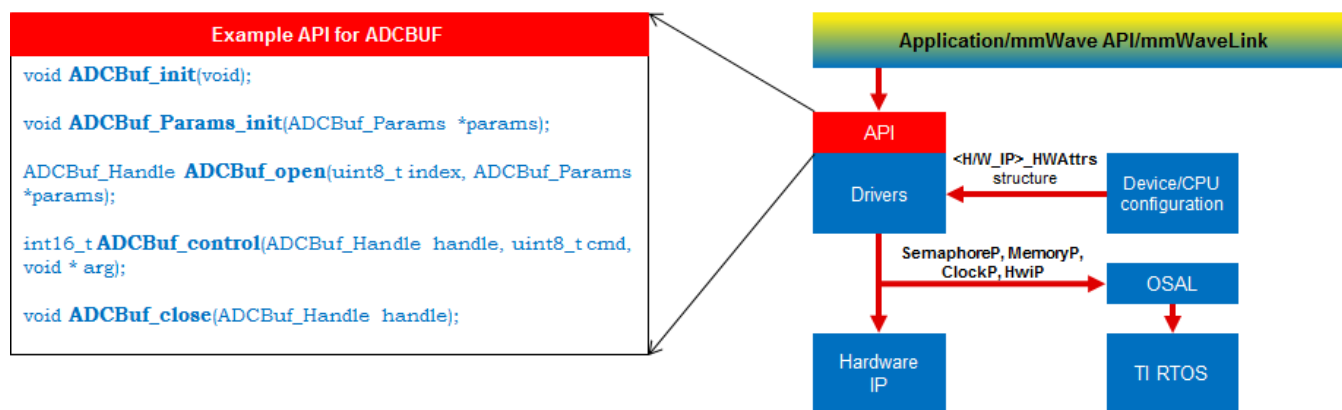 Example API for ADCBUF
void ADCBuf_init(void);
void ADCBuf_Params_init(ADCBuf_Params *params);
ADCBuf_Handle ADCBuf_open(uint8_t index, ADCBuf_Params
*params);
int16_t ADCBuf_control(ADCBuf_Handle handle, uint8_t cmd,
void * arg);
void ADCBuf_close(ADCBuf_Handle handle);
Application/mmWave API/mmWaveLink
API
Drivers
<H/W_IP>_HWAttrs
structure
Device/CPU
configuration
SemaphoreP, MemoryP,
ClockP, HwiP
OSAL
Hardware
IP
TI RTOS